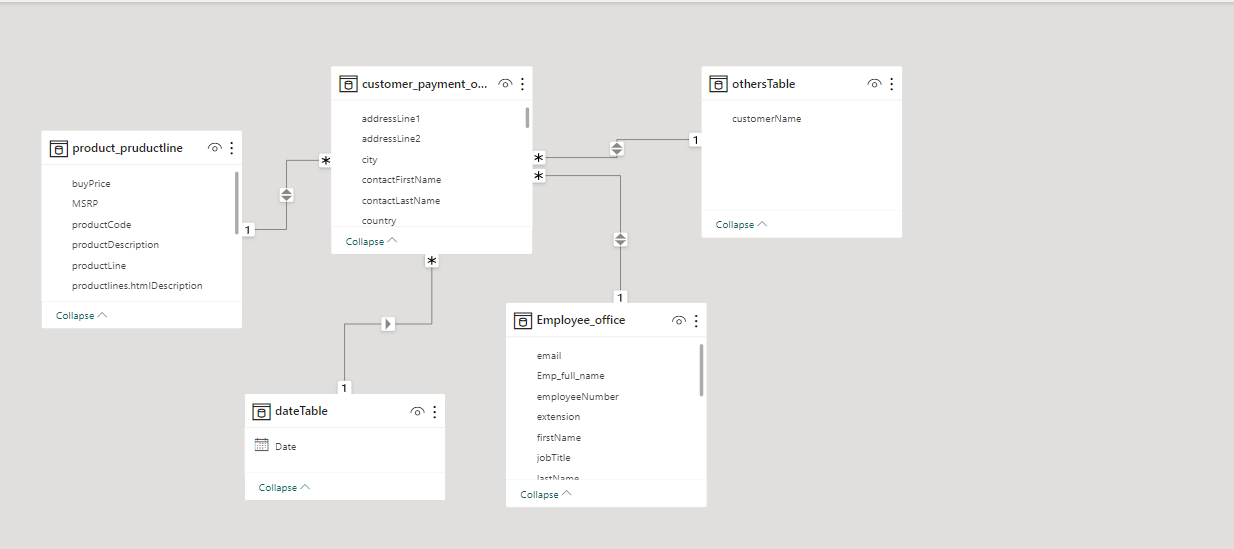 customer_payment_o...
addressLine1
addressLine2
city
contactFirstName
contactLastName
country
Collapse
othersTable
customerName
Collapse
product_pruductline
buyPrice
MSRP
productCode
productDescription
productLine
productlines.htmlDescription
Collapse
Employee_office
email
Emp_full_name
employeeNumber
extension
firstName
jobTitle
lastName
Collapse
dateTable
Date
Collapse
1
*
*
1
*
1
*
1